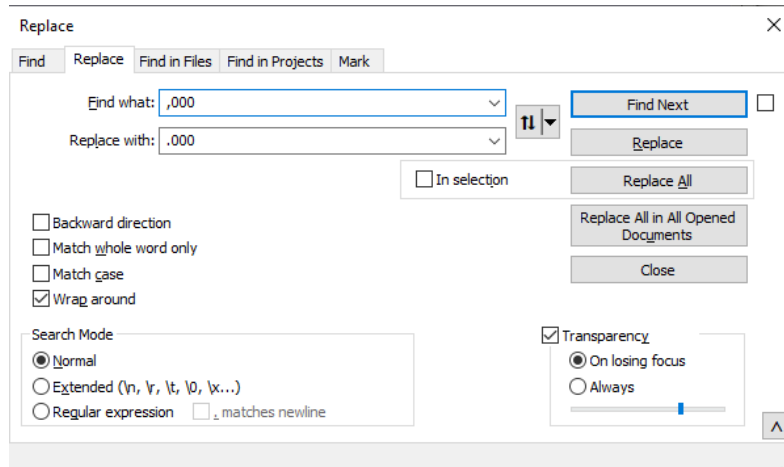 Replace
Find Replace Find in Files Find in Projects Mark
Find what: ,000
Find Next
Replace with: .000
Replace
In selection
Replace All
Backward direction
Replace All in All Opened
Documents
Match whole word only
Match case
Close
Wrap around
Search Mode
Transparency
Normal
On losing focus
Extended (\n, \r, \t, \0, \x...)
Always
Regular expression
. matches newline